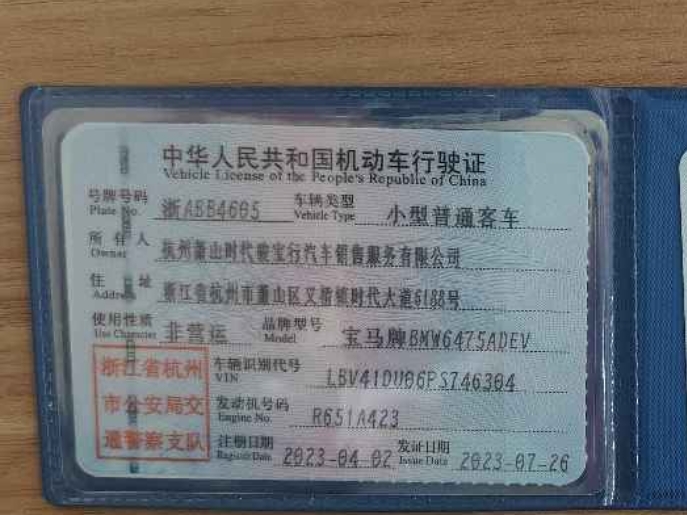 中华人民共和国机动车行驶证
Vehicle License of the People's Republic of China
号牌号码 浙ABB4605 车辆类型 小型普通客车
Plate No. Vehicle Type
所有人 杭州萧山时代骏宝行汽车销售服务有限公司
Owner
住址 浙江省杭州市萧山区义桥镇时代大道6188号
Address
使用性质 非营运 品牌型号 宝马牌BMW6475ADEV
Use Character Model
浙江省杭州
市公安局交
通警察支队
车辆识别代号 LBV41DU06PS746304
VIN
发动机号码 R651A423
Engine No.
注册日期 2023-04-02 发证日期 2023-07-26
Register Date Issue Date